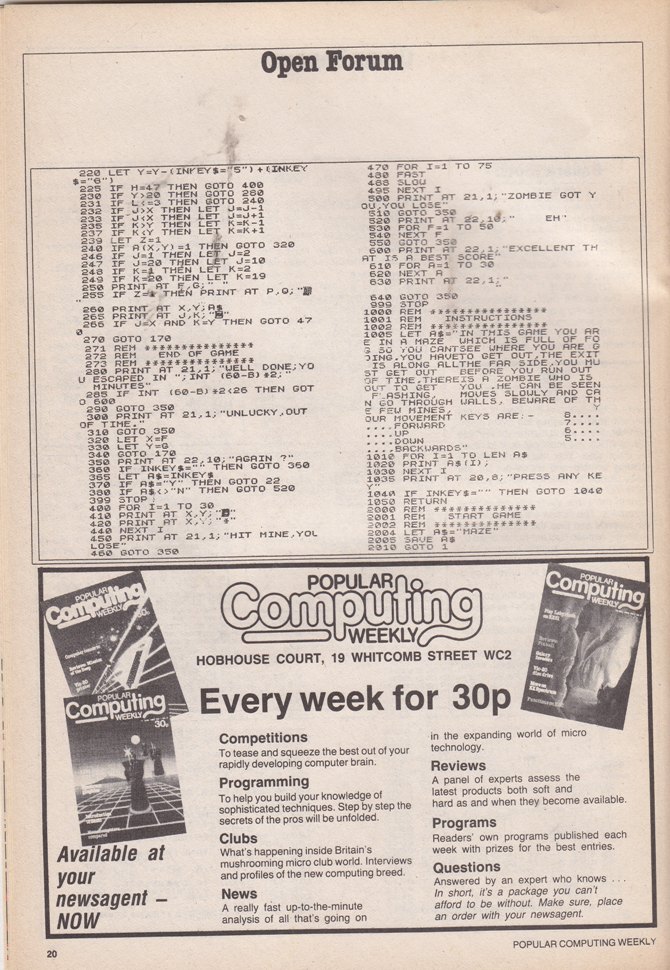 Open Forum
220 LET Y=Y-(INKEY$="5")+(INKEY
$="6")
225 IF H=47 THEN GOTO 400
230 IF Y>20 THEN GOTO 280
231 IF L<=3 THEN GOTO 240
232 IF J>X THEN LET J=J-1
233 IF J<X THEN LET J=J+1
236 IF K>Y THEN LET K=K-1
237 IF K<Y THEN LET K=K+1
239 LET Z=1
240 IF A(X,Y)=1 THEN GOTO 320
246 IF J=1 THEN LET J=2
247 IF J=20 THEN LET J=10
248 IF K=1 THEN LET K=2
249 IF K=20 THEN LET K=19
250 PRINT AT F,G;" "
255 IF Z= THEN PRINT AT P,O;"
"
260 PRINT AT X,Y;A$
265 PRINT AT J,K;"
266 IF J=X AND K=Y THEN GOTO 47
0
270 GOTO 170
271 REM ***************
272 REM END OF GAME
273 REM ***************
280 PRINT AT 21,1;"WELL DONE,YO
U ESCAPED IN ";INT (60-B)*2;"
MINUTES"
285 IF INT (60-B)*2<26 THEN GOT
O 600
290 GOTO 350
300 PRINT AT 21,1;"UNLUCKY,OUT
OF TIME."
310 GOTO 350
320 LET X=F
330 LET Y=G
340 GOTO 170
350 PRINT AT 22,10;"AGAIN ?"
360 IF INKEY$="" THEN GOTO 360
365 LET A$=INKEY$
370 IF A$="Y" THEN GOTO 22
380 IF A$<>"N" THEN GOTO 520
399 STOP
400 FOR I=1 TO 30
410 PRINT AT X,Y;"
420 PRINT AT X,Y;"*"
440 NEXT I
450 PRINT AT 21,1;"HIT MINE,YOU
LOSE"
460 GOTO 350
470 FOR I=1 TO 75
480 FAST
488 SLOW
495 NEXT I
500 PRINT AT 21,1;"ZOMBIE GOT Y
OU,YOU LOSE"
510 GOTO 350
520 PRINT AT 22,10;" EH"
530 FOR F=1 TO 50
540 NEXT F
550 GOTO 350
600 PRINT AT 22,1;"EXCELLENT TH
AT IS A BEST SCORE"
610 FOR A=1 TO 30
620 NEXT A
630 PRINT AT 22,1;"
640 GOTO 350
999 STOP
1000 REM ***************
1001 REM INSTRUCTIONS
1002 REM ***************
1005 LET A$="IN THIS GAME YOU AR
E IN A MAZE WHICH IS FULL OF FO
G SO YOU CANTSEE WHERE YOU ARE G
OING,YOU HAVETO GET OUT,THE EXIT
IS ALONG ALLTHE FAR SIDE,YOU MU
ST GET OUT BEFORE YOU RUN OUT
OF TIME,THEREIS A ZOMBIE WHO IS
OUT TO GET YOU .HE CAN BE SEEN
FLASHING, MOVES SLOWLY AND CA
N GO THROUGH WALLS, BEWARE OF TH
E FEW MINES, Y
OUR MOVEMENT KEYS ARE:- 8....
....FORWARD 7....
....UP 6....
....DOWN 5....
....BACKWARDS"
1010 FOR I=1 TO LEN A$
1020 PRINT A$(I);
1030 NEXT I
1035 PRINT AT 20,8;"PRESS ANY KE
Y"
1040 IF INKEY$="" THEN GOTO 1040
1050 RETURN
2000 REM **************
2001 REM START GAME
2002 REM **************
2004 LET A$="MAZE"
2005 SAVE A$
2010 GOTO 1
POPULAR
Computing
WEEKLY
POPULAR
Computing
WEEKLY
30p
POPULAR
Computing
WEEKLY
HOBHOUSE COURT, 19 WHITCOMB STREET WC2
POPULAR
Computing
WEEKLY
Every week for 30p
Available at
your
newsagent –
NOW
Competitions
To tease and squeeze the best out of your
rapidly developing computer brain.
Programming
To help you build your knowledge of
sophisticated techniques. Step by step the
secrets of the pros will be unfolded.
Clubs
What's happening inside Britain's
mushrooming micro club world. Interviews
and profiles of the new computing breed.
News
A really fast up-to-the-minute
analysis of all that's going on
in the expanding world of micro
technology.
Reviews
A panel of experts assess the
latest products both soft and
hard as and when they become available.
Programs
Readers' own programs published each
week with prizes for the best entries.
Questions
Answered by an expert who knows . . .
In short, it's a package you can't
afford to be without. Make sure, place
an order with your newsagent.
20
POPULAR COMPUTING WEEKLY